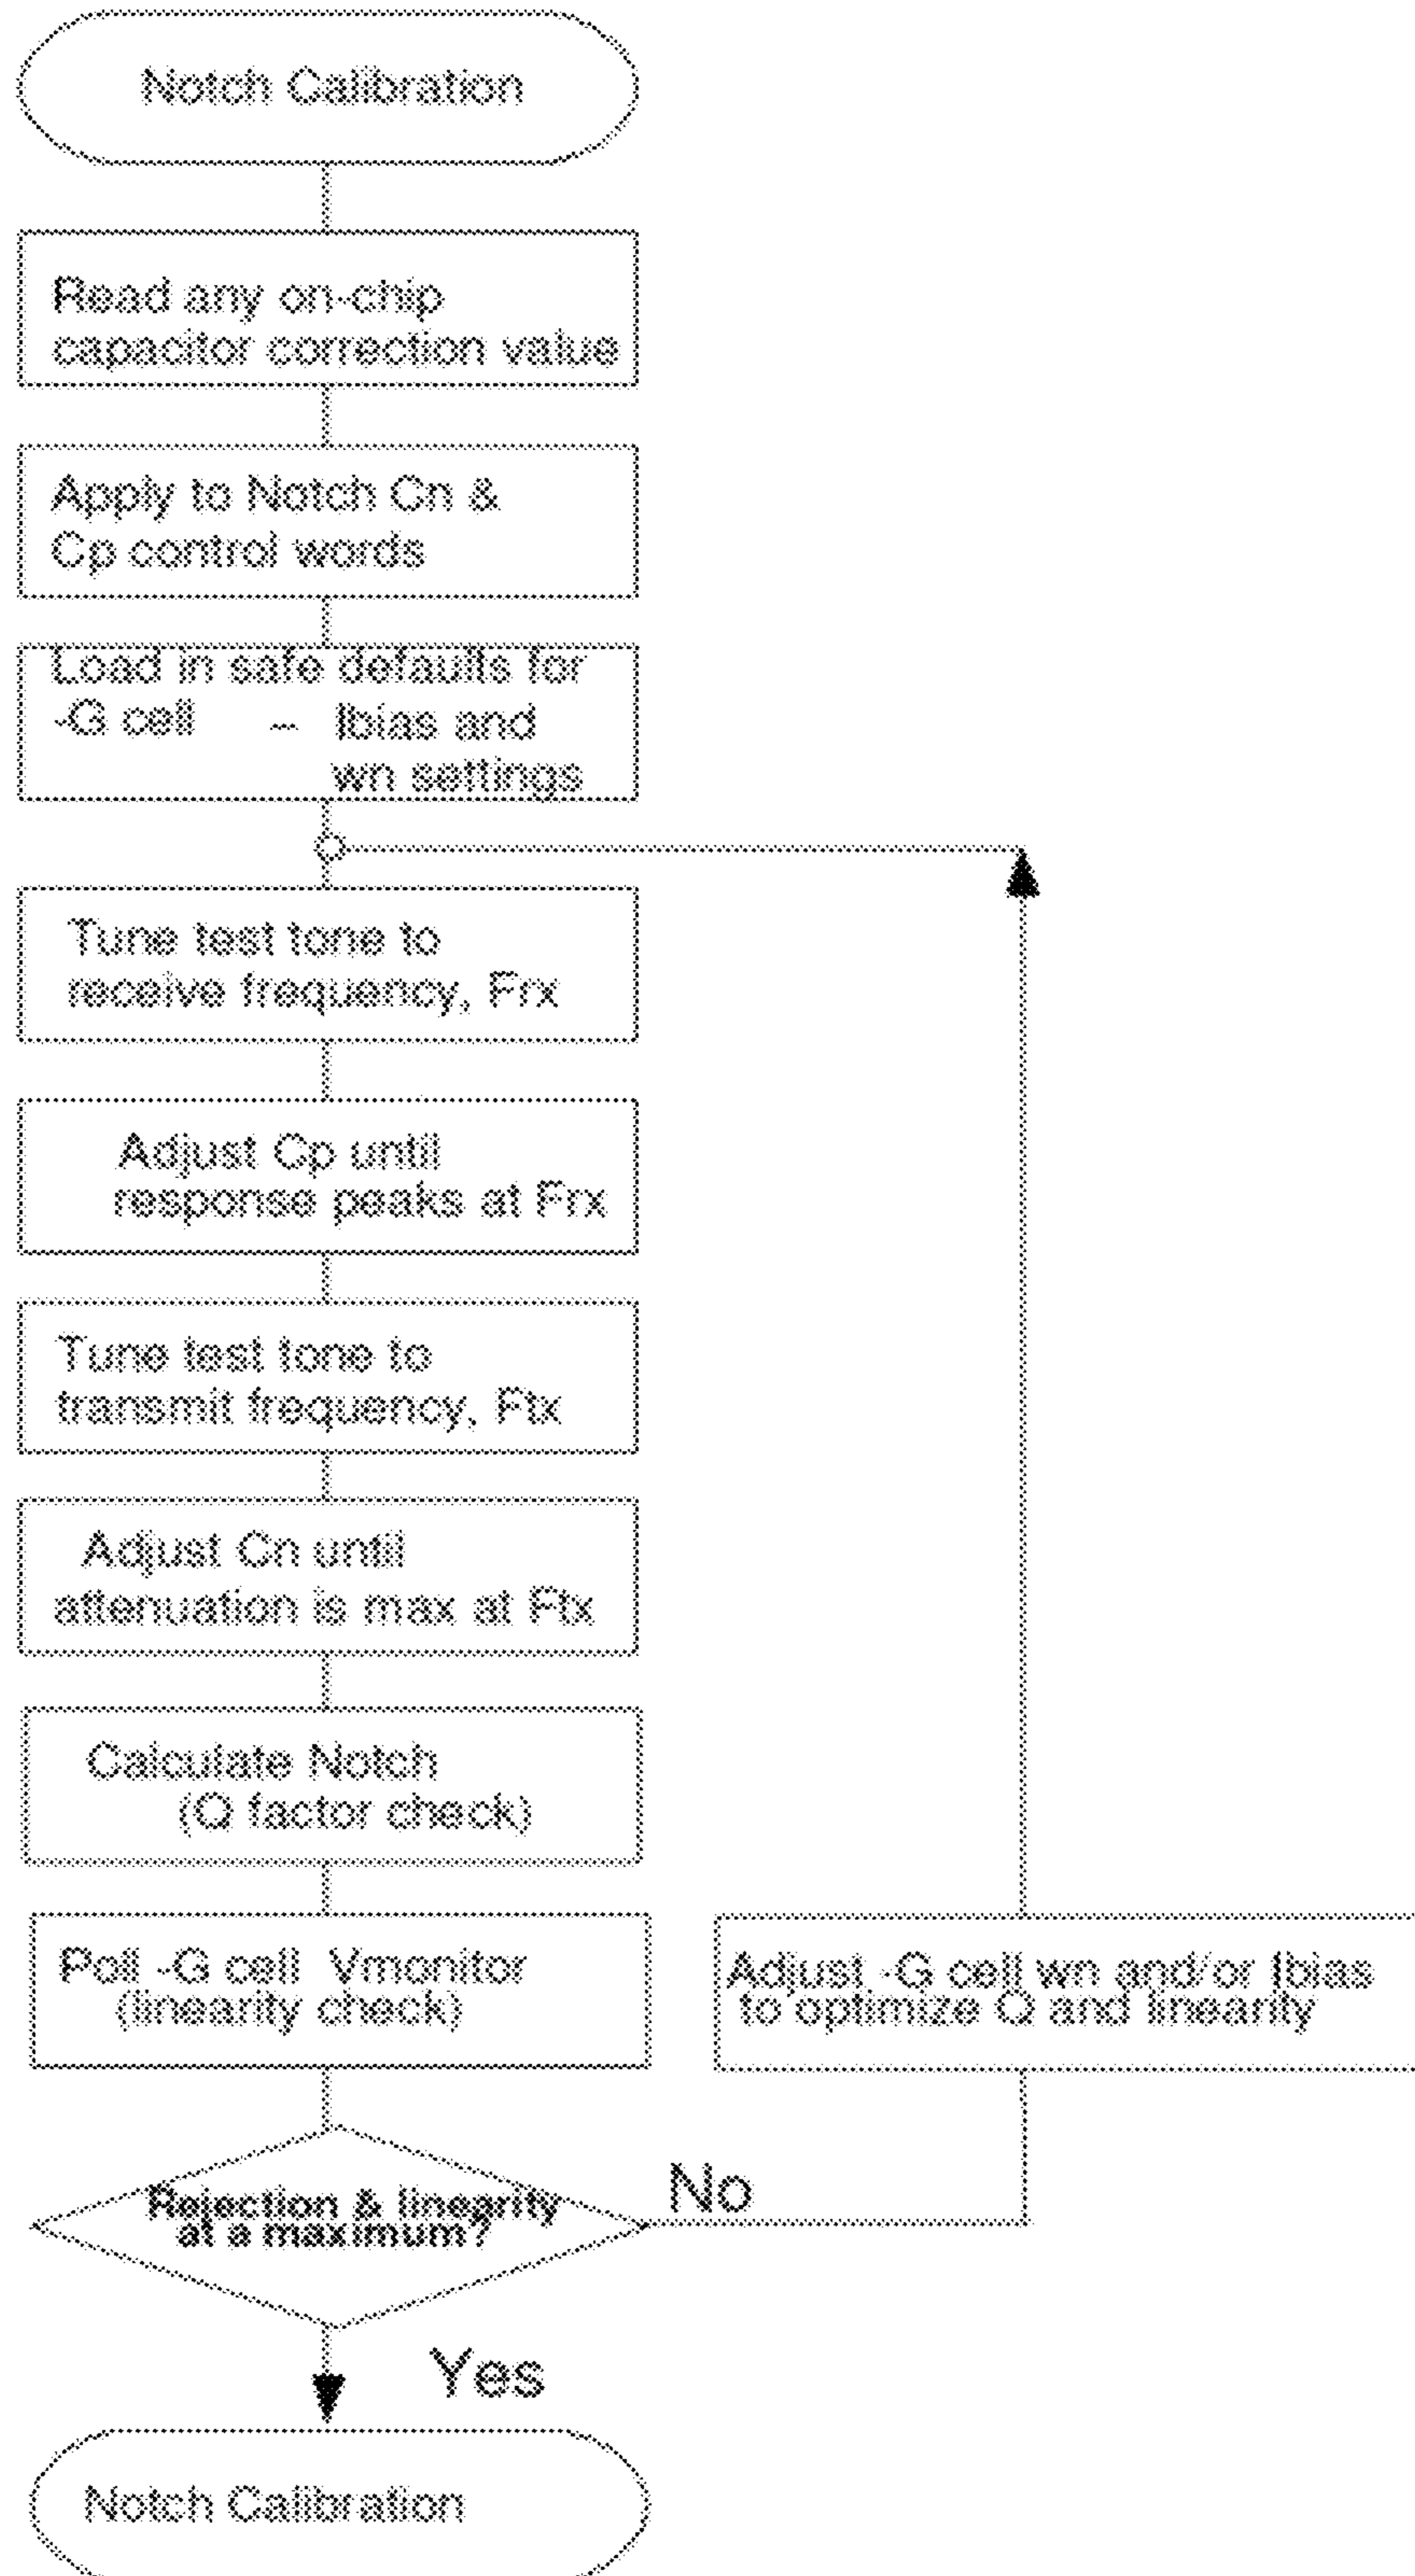 Notch Calibration
Read any on-chip
capacitor correction value
Apply to Notch Cn &
Cp control words
Load in safe defaults for
-G cell – Ibias and
wn settings
Tune test tone to
receive frequency, Frx
Adjust Cp until
response peaks at Frx
Tune test tone to
transmit frequency, Ftx
Adjust Cn until
attenuation is max at Ftx
Calculate Notch
(Q factor check)
Poll -G cell Vmonitor
(linearity check)
Adjust -G cell wn and/or Ibias
to optimize Q and linearity
Rejection & linearity
at a maximum?
No
Yes
Notch Calibration